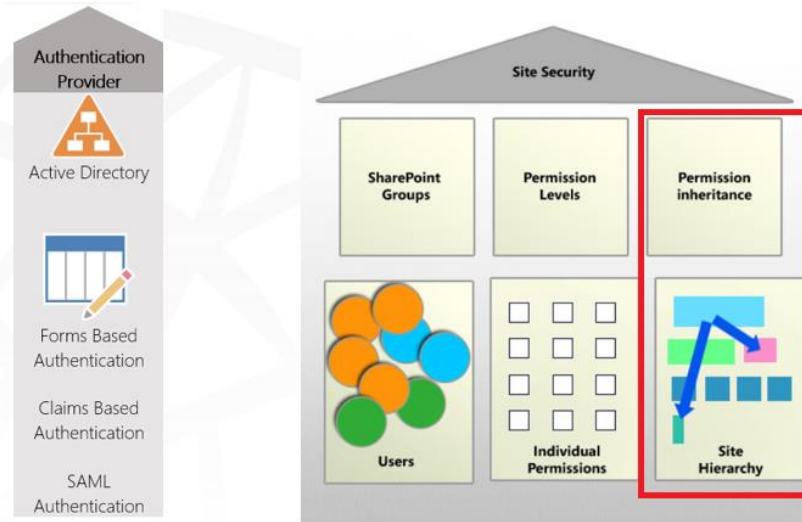 Authentication
Provider
Active Directory
Forms Based
Authentication
Claims Based
Authentication
SAML
Authentication
Site Security
SharePoint
Groups
Permission
Levels
Permission
inheritance
Users
Individual
Permissions
Site
Hierarchy